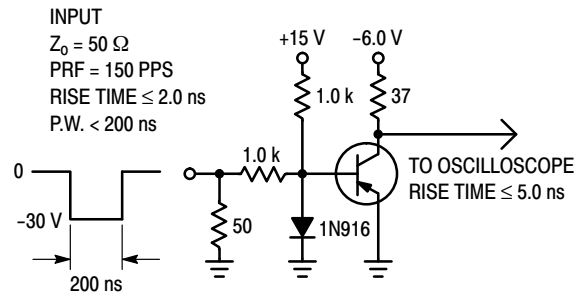 INPUT
Zo = 50 Ω
PRF = 150 PPS
RISE TIME ≤ 2.0 ns
P.W. < 200 ns
+15 V
−6.0 V
1.0 k
37
0
1.0 k
TO OSCILLOSCOPE
RISE TIME ≤ 5.0 ns
−30 V
50
1N916
200 ns